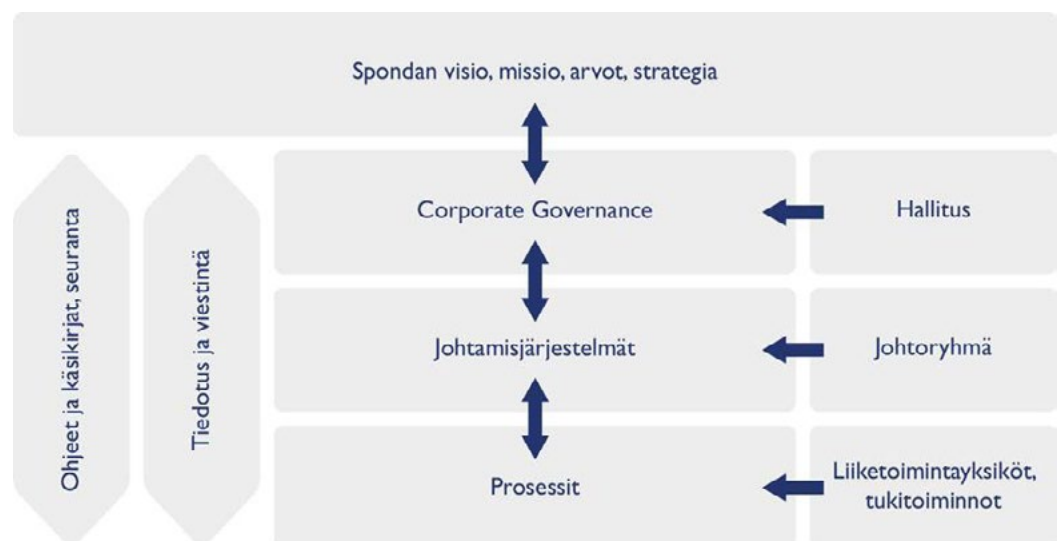 Spondan visio, missio, arvot, strategia
Ohjeet ja käsikirjat, seuranta
Tiedotus ja viestintä
Corporate Governance
Hallitus
Johtamisjärjestelmät
Johtoryhmä
Prosessit
Liiketoimintayksiköt,
tukitoiminnot